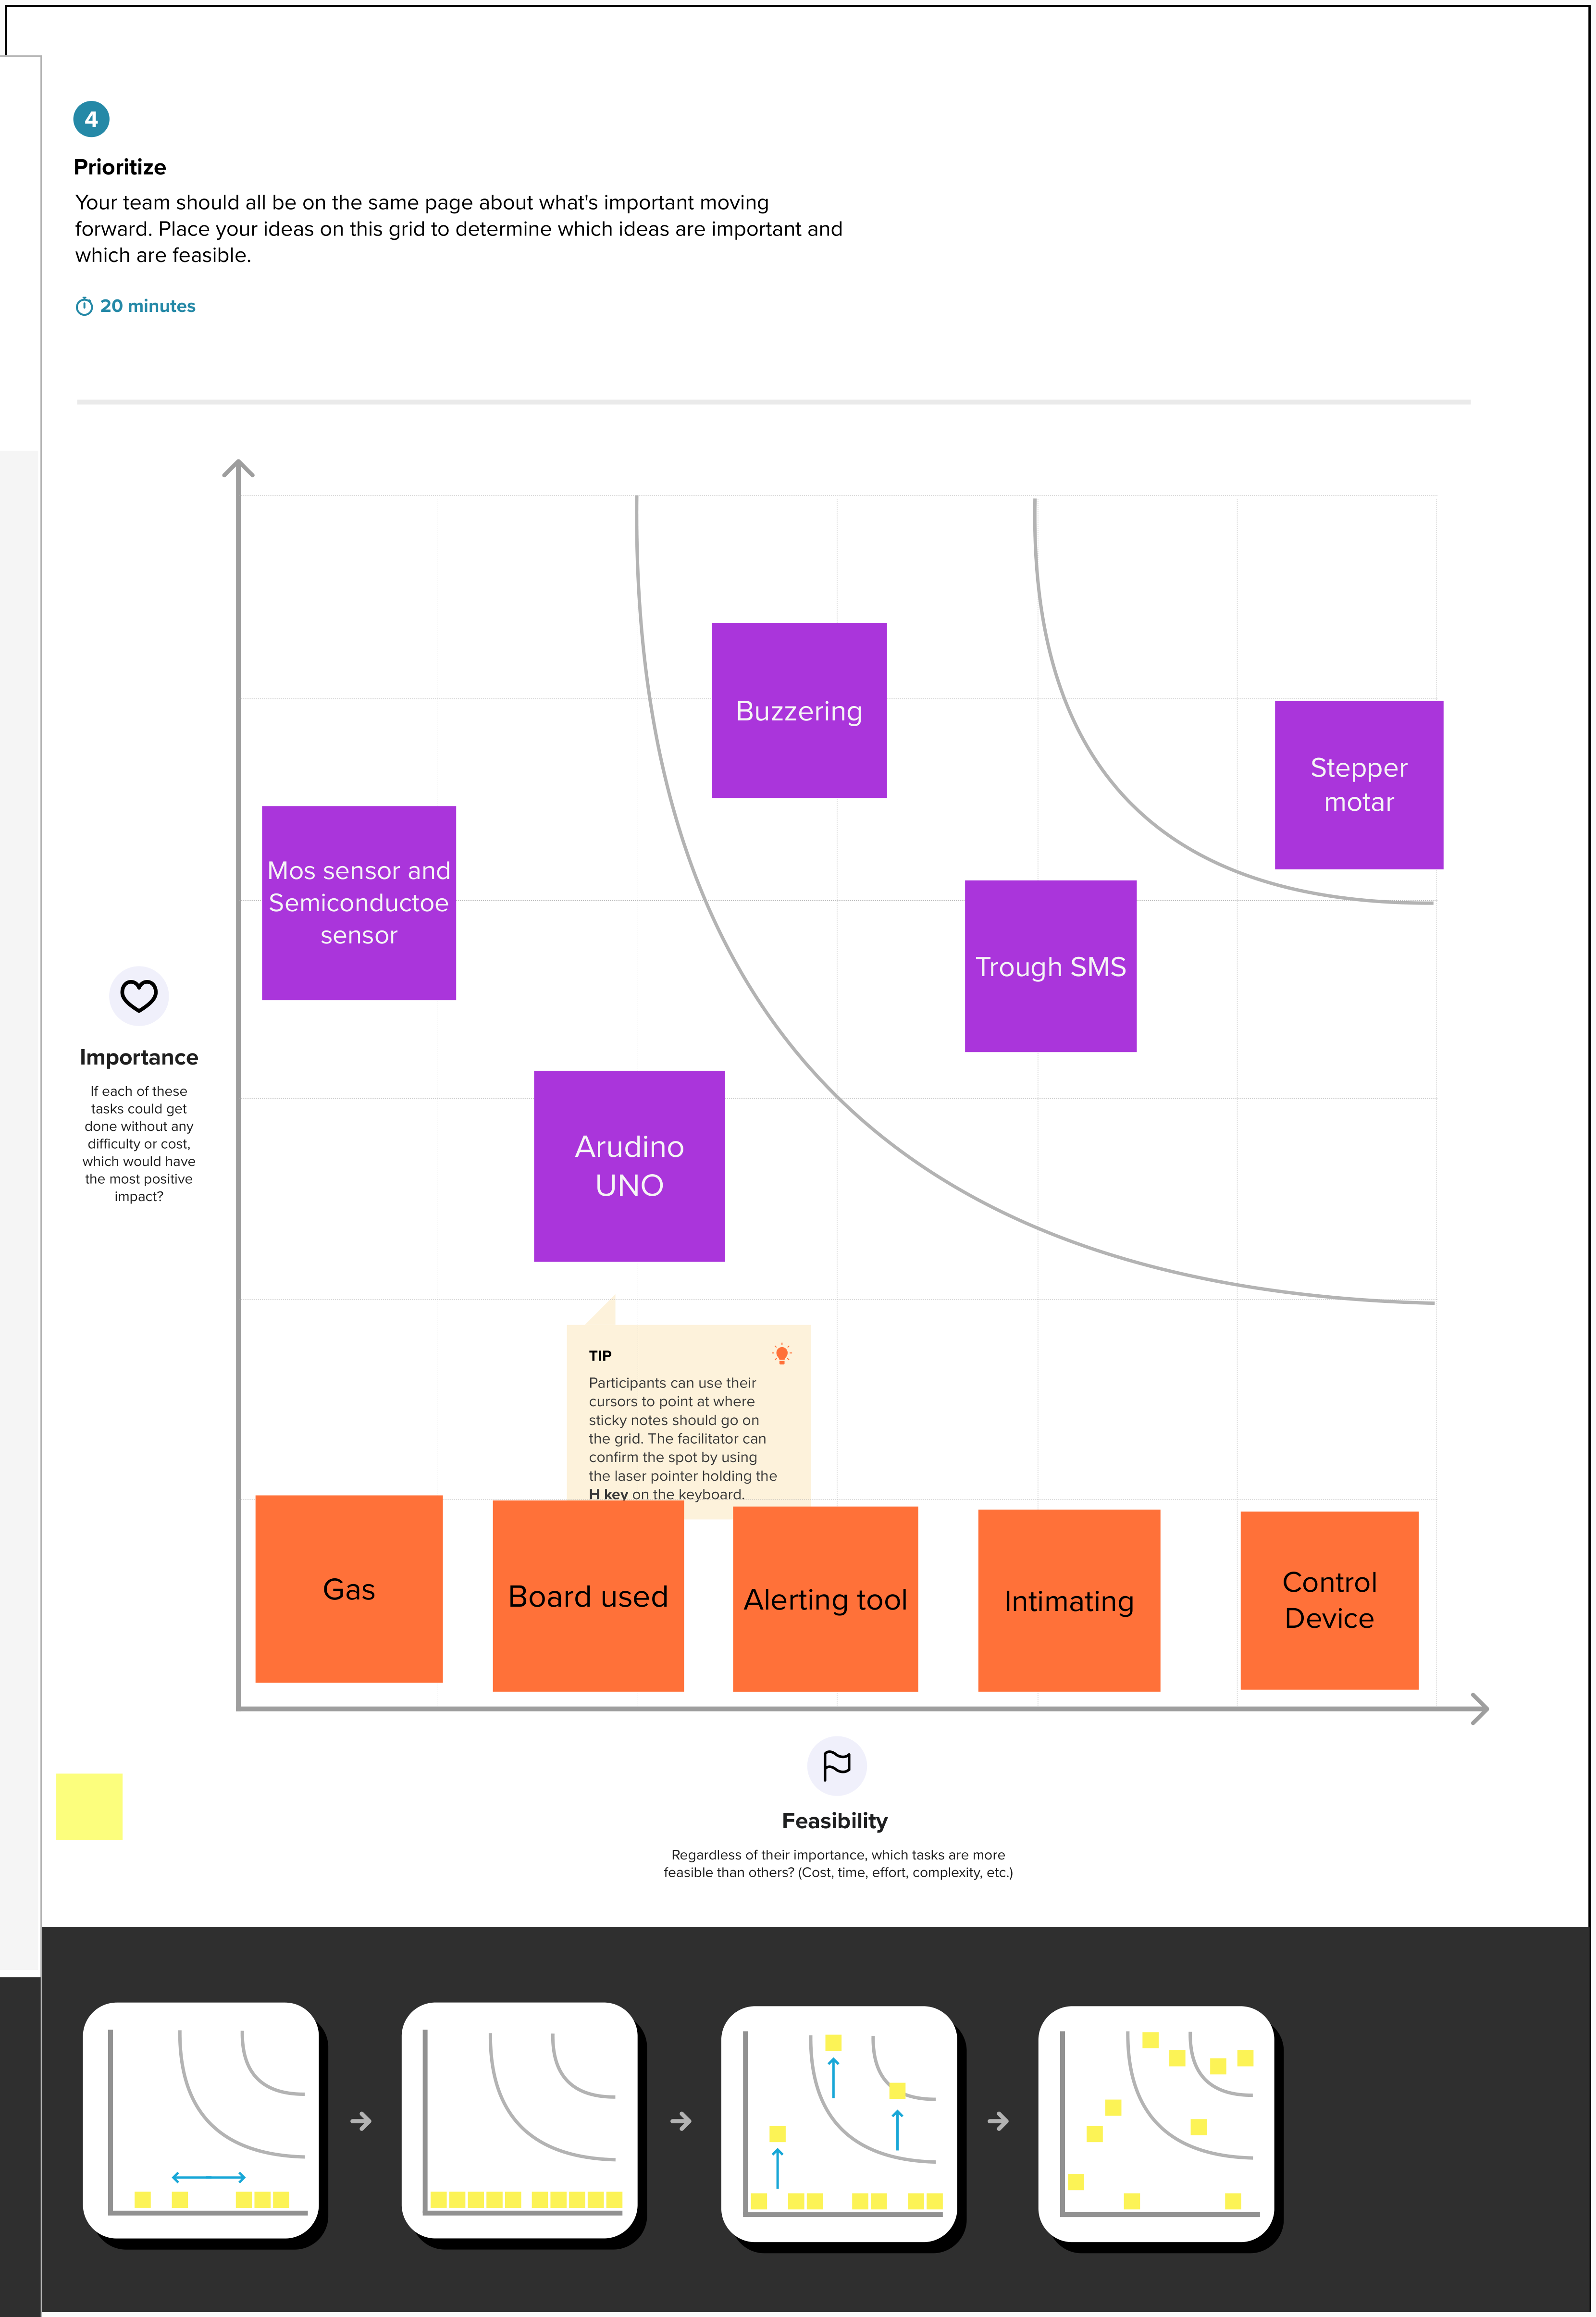 4
Prioritize
Your team should all be on the same page about what's important moving
forward. Place your ideas on this grid to determine which ideas are important and
which are feasible.
20 minutes
Buzzering
Stepper
motar
Mos sensor and
Semiconductoe
sensor
Trough SMS
Importance
If each of these
tasks could get
done without any
difficulty or cost,
which would have
the most positive
impact?
Arudino
UNO
TIP
Participants can use their
cursors to point at where
sticky notes should go on
the grid. The facilitator can
confirm the spot by using
the laser pointer holding the
H key on the keyboard.
Gas
Board used
Alerting tool
Intimating
Control
Device
Feasibility
Regardless of their importance, which tasks are more
feasible than others? (Cost, time, effort, complexity, etc.)